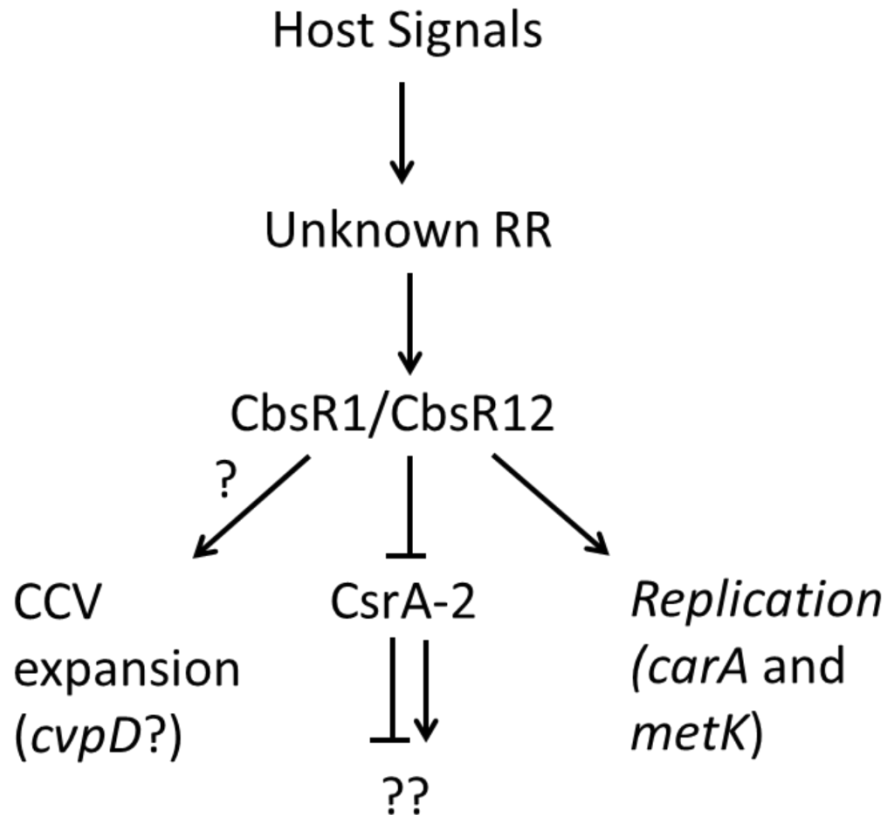 Host Signals
Unknown RR
CbsR1/CbsR12
?
CCV
expansion
(cvpD?)
CsrA-2
??
Replication
(carA and
metK)